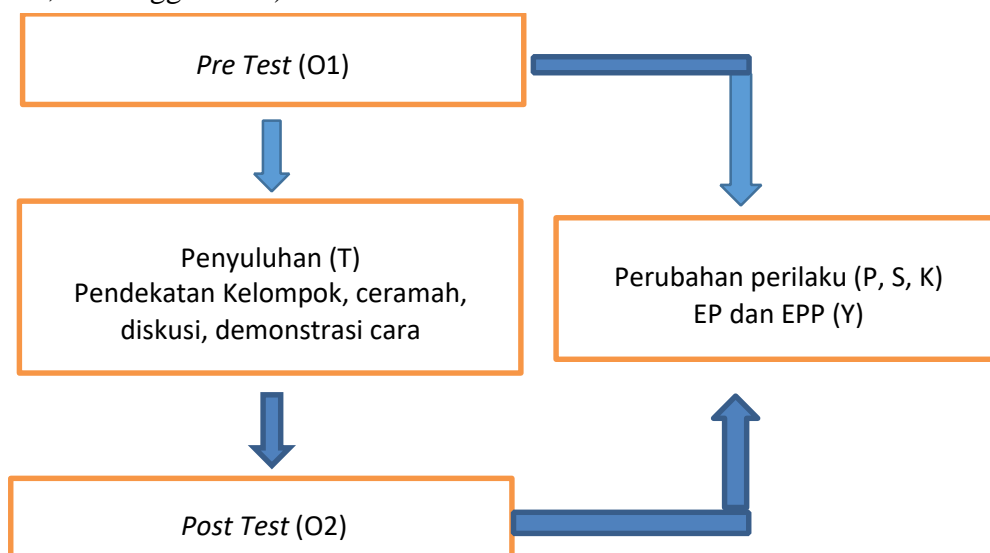 Pre Test (O1)
Penyuluhan (T)
Pendekatan Kelompok, ceramah,
diskusi, demonstrasi cara
Perubahan perilaku (P, S, K)
EP dan EPP (Y)
Post Test (O2)